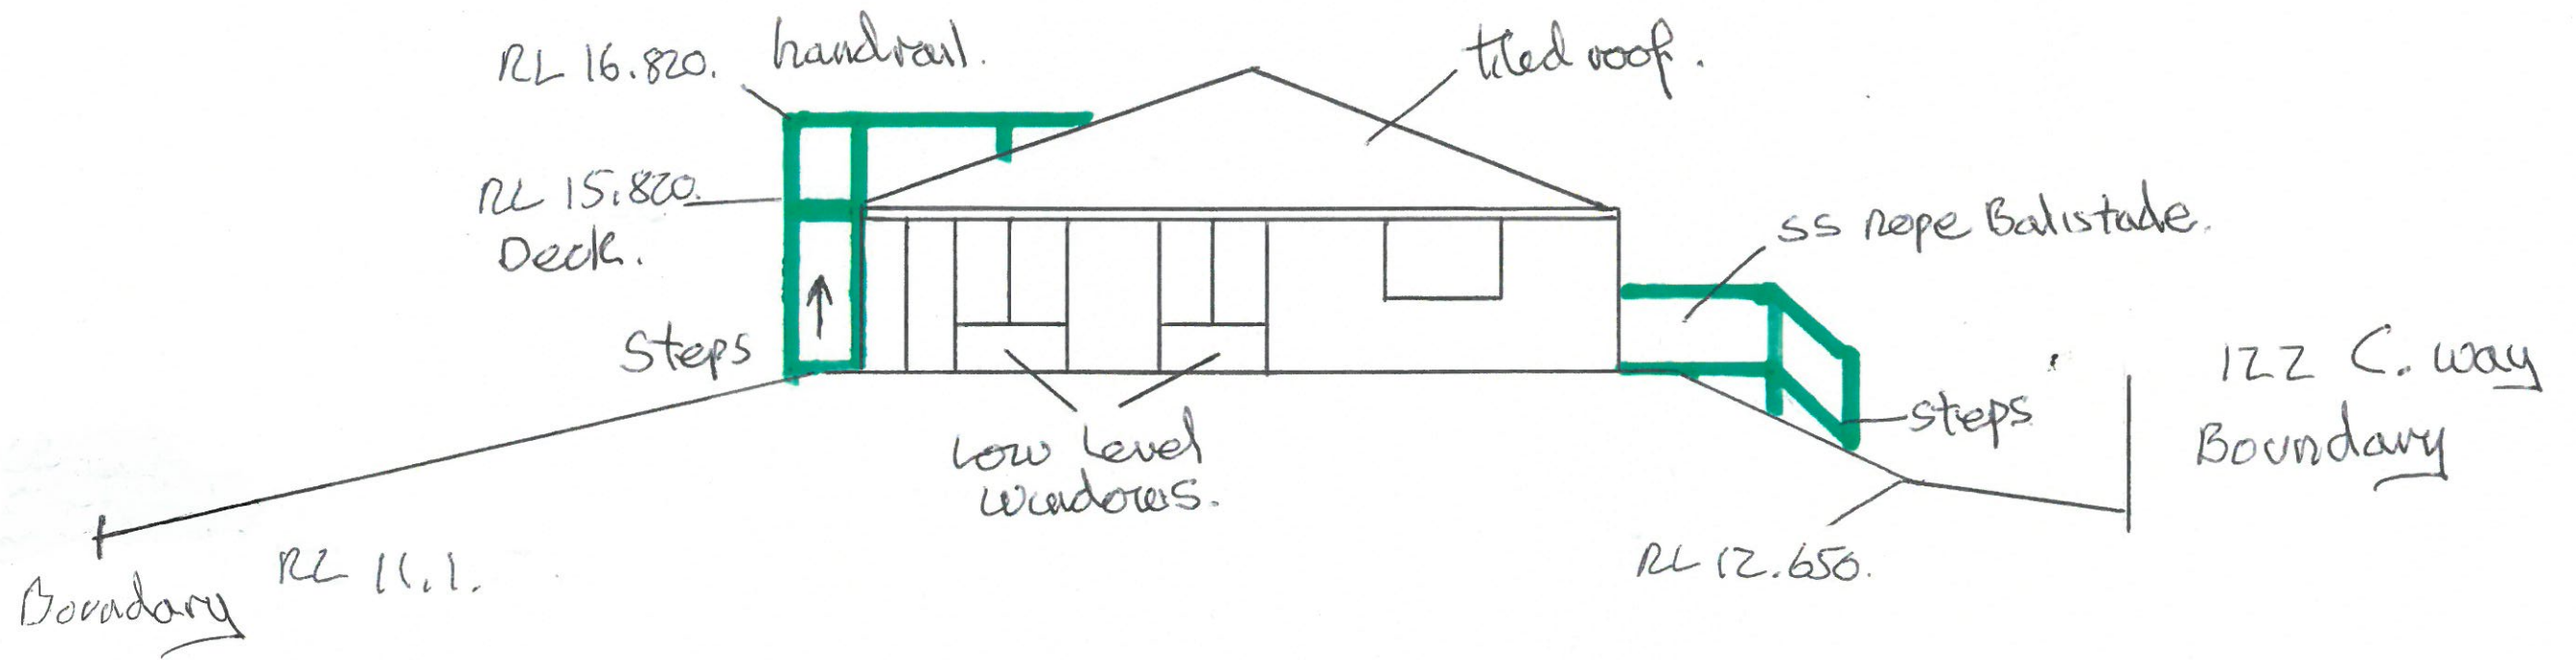 RL 16.820. handrail.
tiled roof.
RL 15.820.
Deck.
ss rope Balistade.
Steps
122 C. way
Boundary
steps
Low Level
windows.
RL 12.650.
RL 11.1.
Boundary